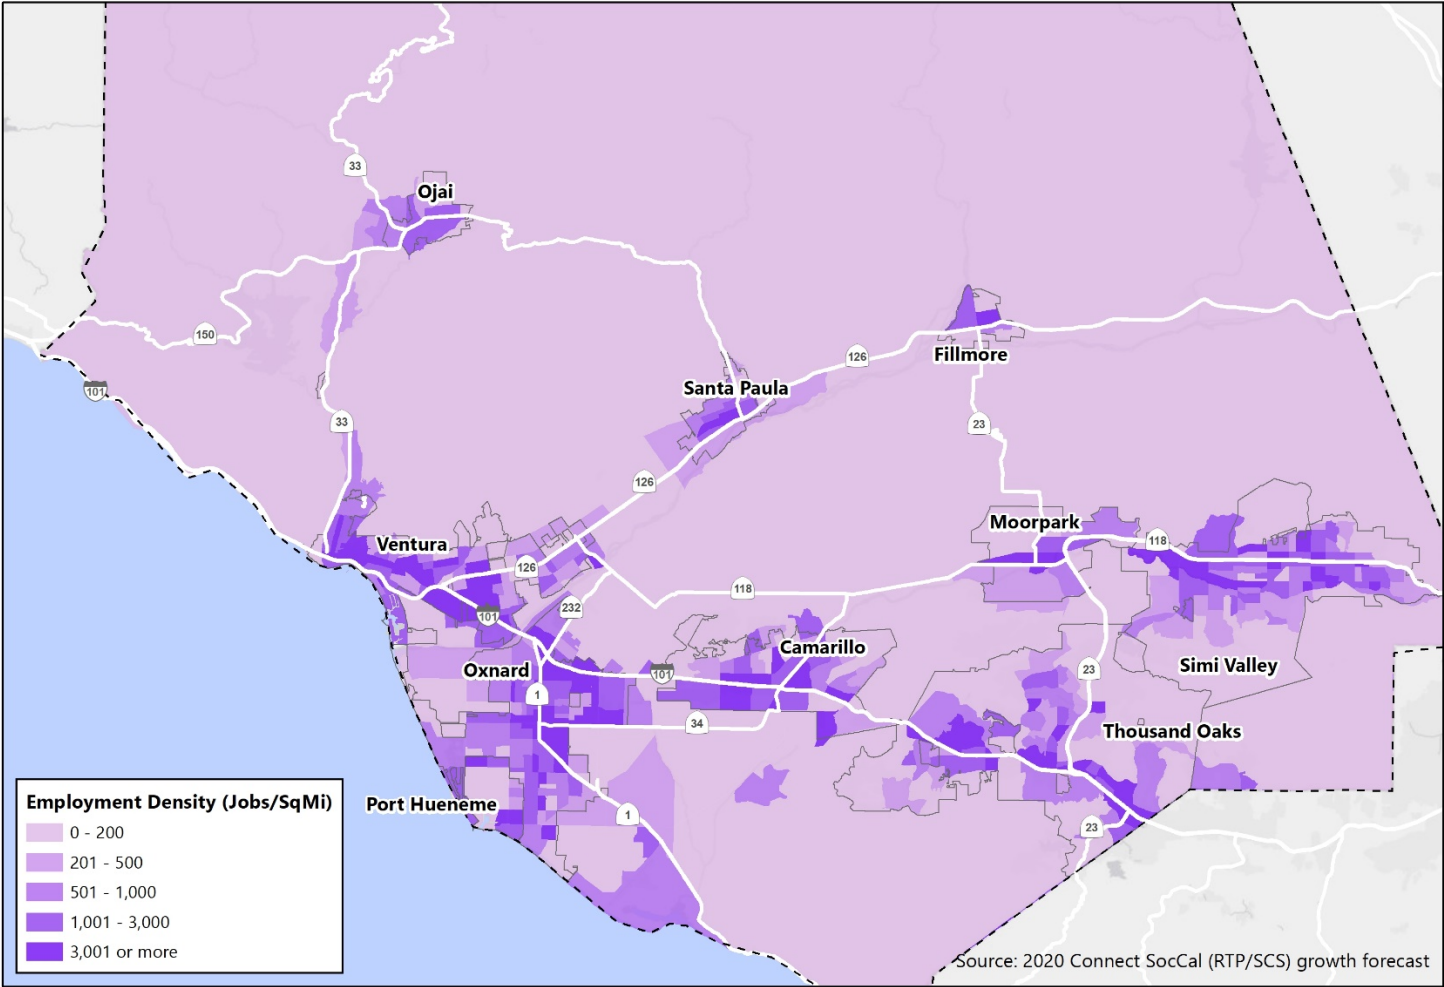 33
Ojai
150
126
Fillmore
Santa Paula
101
33
23
126
Moorpark
Ventura
118
126
118
232
101
Camarillo
Oxnard
101
Simi Valley
23
1
34
Thousand Oaks
Port Hueneme
1
23
Employment Density (Jobs/SqMi)
0 - 200
201 - 500
501 - 1,000
1,001 - 3,000
3,001 or more
Source: 2020 Connect SocCal (RTP/SCS) growth forecast